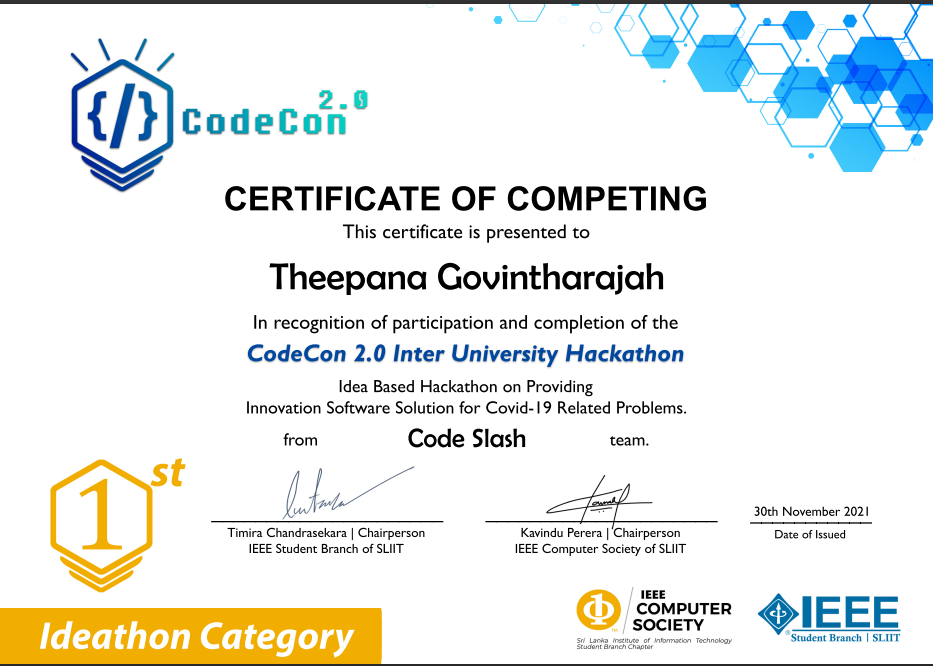 {/}
CodeCon 2.0
CERTIFICATE OF COMPETING
This certificate is presented to
Theepana Govintharajah
In recognition of participation and completion of the
CodeCon 2.0 Inter University Hackathon
Idea Based Hackathon on Providing
Innovation Software Solution for Covid-19 Related Problems.
from Code Slash team.
1st
Timira Chandrasekara | Chairperson
IEEE Student Branch of SLIIT
Kavindu Perera | Chairperson
IEEE Computer Society of SLIIT
30th November 2021
Date of Issued
Ideathon Category
IEEE
COMPUTER
SOCIETY
Sri Lanka Institute of Information Technology
Student Branch Chapter
IEEE
Student Branch | SLIIT